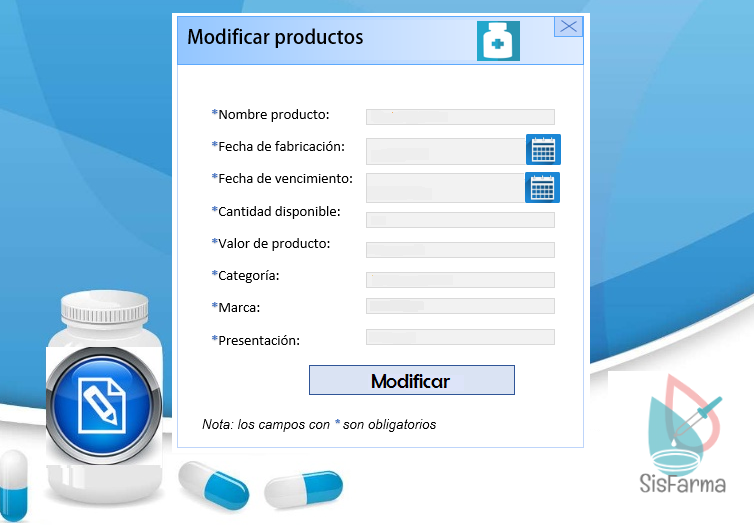 Modificar productos
*Nombre producto:
*Fecha de fabricación:
*Fecha de vencimiento:
*Cantidad disponible:
*Valor de producto:
*Categoría:
*Marca:
*Presentación:
Modificar
Nota: los campos con * son obligatorios
SisFarma